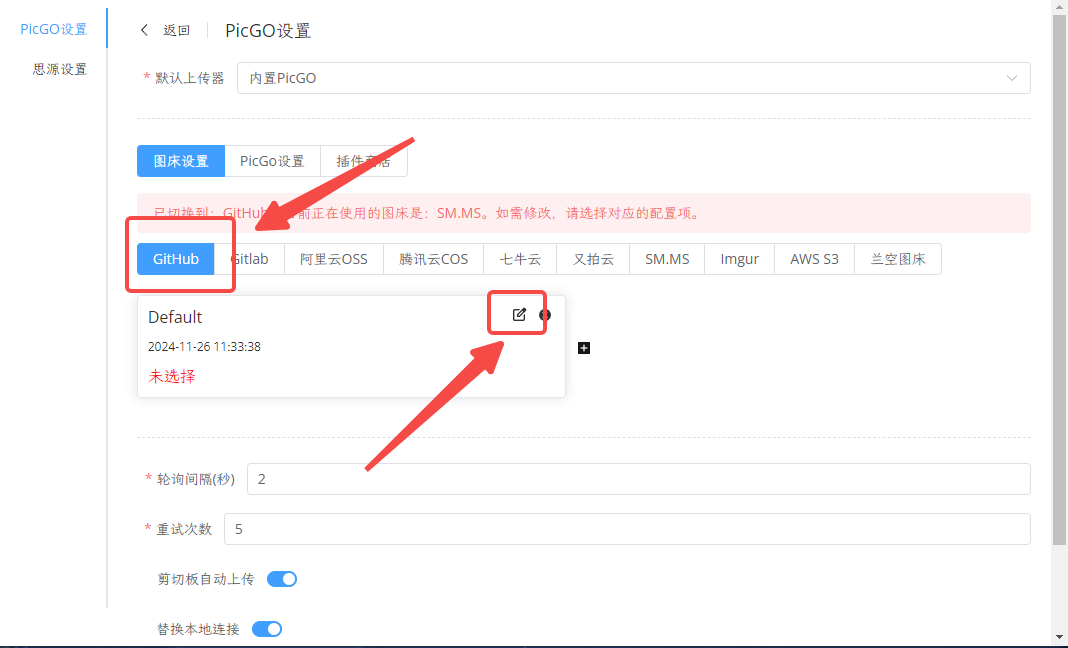 PicGO设置
思源设置
返回
PicGO设置
* 默认上传器
内置PicGO
图床设置
PicGo设置
插件
已切换到：GitHub
前正在使用的图床是：SM.MS。如需修改，请选择对应的配置项。
GitHub
Gitlab
阿里云OSS
腾讯云COS
七牛云
又拍云
SM.MS
Imgur
AWS S3
兰空图床
Default
2024-11-26 11:33:38
未选择
* 轮询间隔(秒)
2
* 重试次数
5
剪切板自动上传
替换本地连接